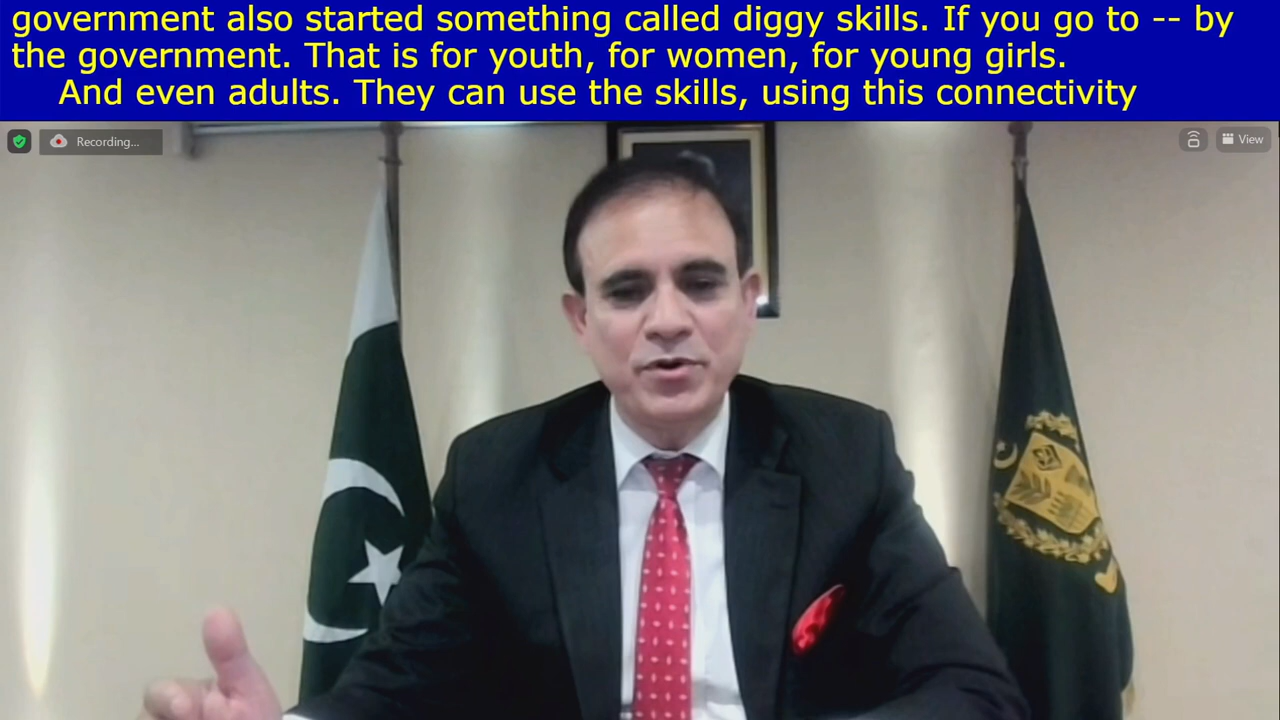 government also started something called diggy skills. If you go to -- by
the government. That is for youth, for women, for young girls.
And even adults. They can use the skills, using this connectivity
Recording...
View